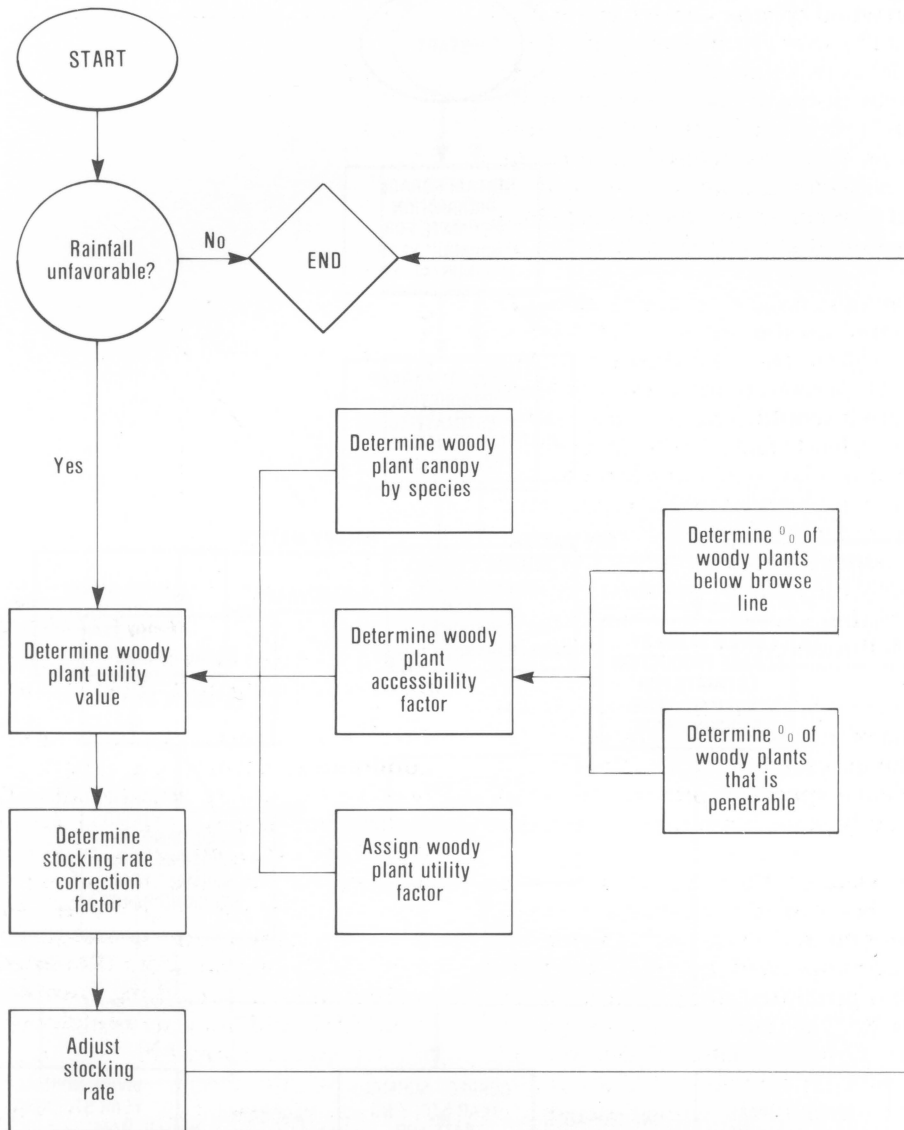 START
Rainfall
unfavorable?
No
END
Yes
Determine woody
plant canopy
by species
Determine % of
woody plants
below browse
line
Determine woody
plant utility
value
Determine woody
plant
accessibility
factor
Determine % of
woody plants
that is
penetrable
Determine
stocking rate
correction
factor
Assign woody
plant utility
factor
Adjust
stocking
rate